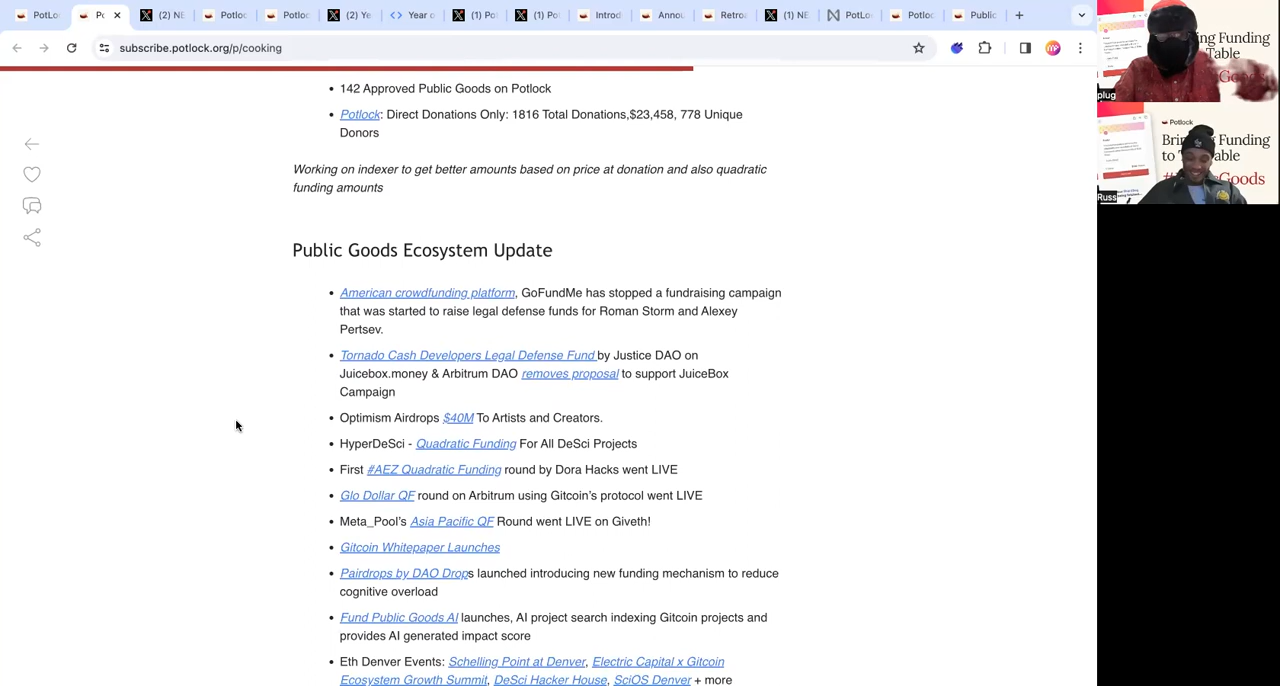 PotLo
Po
(2) NE
Potloc
Potloc
(2) Ye
Year o
(1) Po
(1) Po
Introd
Annou
Retroa
(1) NE
PotLo
Potloc
Public
subscribe.potlock.org/p/cooking
142 Approved Public Goods on Potlock
Potlock: Direct Donations Only: 1816 Total Donations,$23,458, 778 Unique
Donors
Working on indexer to get better amounts based on price at donation and also quadratic
funding amounts
Public Goods Ecosystem Update
American crowdfunding platform, GoFundMe has stopped a fundraising campaign
that was started to raise legal defense funds for Roman Storm and Alexey
Pertsev.
Tornado Cash Developers Legal Defense Fund by Justice DAO on
Juicebox.money & Arbitrum DAO removes proposal to support JuiceBox
Campaign
Optimism Airdrops $40M To Artists and Creators.
HyperDeSci - Quadratic Funding For All DeSci Projects
First #AEZ Quadratic Funding round by Dora Hacks went LIVE
Glo Dollar QF round on Arbitrum using Gitcoin’s protocol went LIVE
Meta_Pool’s Asia Pacific QF Round went LIVE on Giveth!
Gitcoin Whitepaper Launches
Pairdrops by DAO Drops launched introducing new funding mechanism to reduce
cognitive overload
Fund Public Goods AI launches, AI project search indexing Gitcoin projects and
provides AI generated impact score
Eth Denver Events: Schelling Point at Denver, Electric Capital x Gitcoin
Ecosystem Growth Summit, DeSci Hacker House, SciOS Denver + more
ng Funding
Table
plug
Potlock
Bri ng Funding
to T able
Goods
Russ